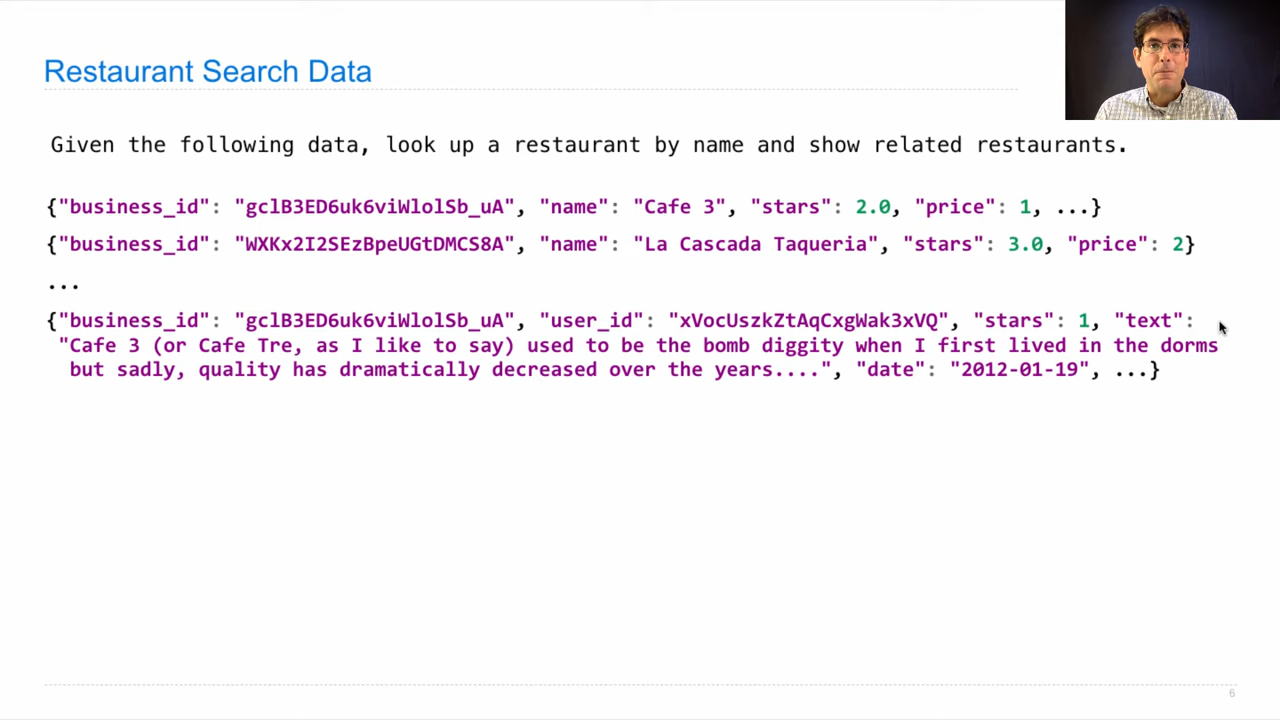 Restaurant Search Data
Given the following data, look up a restaurant by name and show related restaurants.
{"business_id": "gclB3ED6uk6viWlolSb_uA", "name": "Cafe 3", "stars": 2.0, "price": 1, ...}
{"business_id": "WXKx2I2SEzBpeUGtDMCS8A", "name": "La Cascada Taqueria", "stars": 3.0, "price": 2}
...
{"business_id": "gclB3ED6uk6viWlolSb_uA", "user_id": "xVocUszkZtAqCxgWak3xVQ", "stars": 1, "text":
"Cafe 3 (or Cafe Tre, as I like to say) used to be the bomb diggity when I first lived in the dorms
but sadly, quality has dramatically decreased over the years....", "date": "2012-01-19", ...}
6